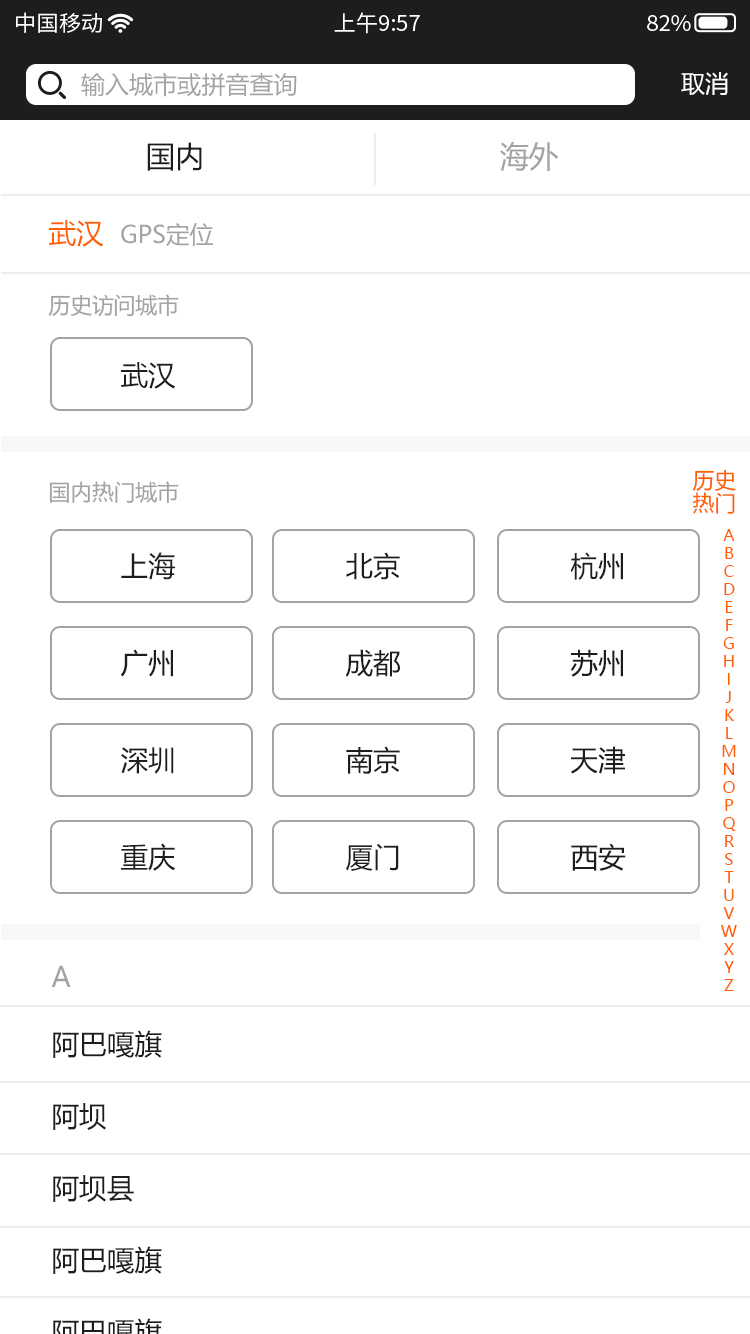 中国移动 上午9:57 82%
输入城市或拼音查询 取消
国内 海外
武汉 GPS定位
历史访问城市
武汉
国内热门城市
历史
热门
上海 北京 杭州
广州 成都 苏州
深圳 南京 天津
重庆 厦门 西安
A
B
C
D
E
F
G
H
I
J
K
L
M
N
O
P
Q
R
S
T
U
V
W
X
Y
Z
A
阿巴嘎旗
阿坝
阿坝县
阿巴嘎旗
阿巴嘎旗